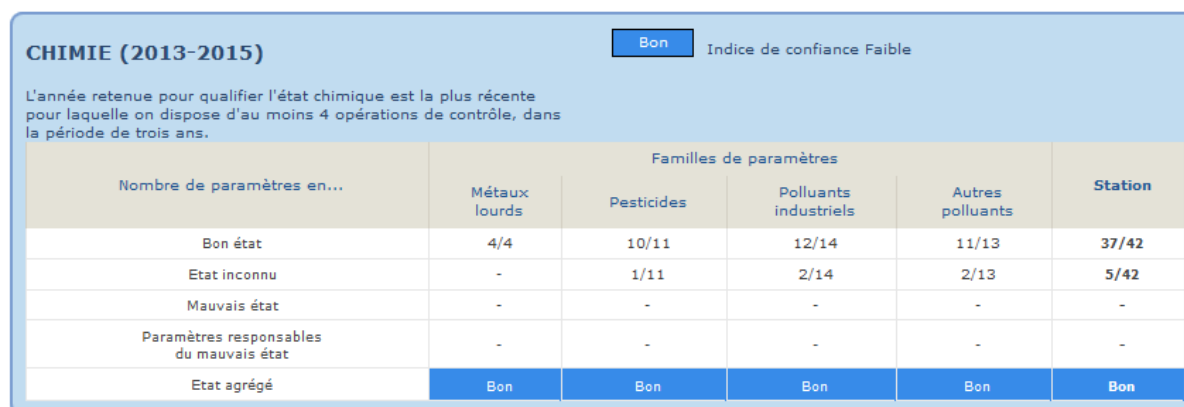 CHIMIE (2013-2015)
Bon
Indice de confiance Faible
L'année retenue pour qualifier l'état chimique est la plus récente
pour laquelle on dispose d'au moins 4 opérations de contrôle, dans
la période de trois ans.
Nombre de paramètres en...
Familles de paramètres
Station
Métaux
lourds
Pesticides
Polluants
industriels
Autres
polluants
Bon état 4/4 10/11 12/14 11/13 37/42
Etat inconnu - 1/11 2/14 2/13 5/42
Mauvais état - - - - -
Paramètres responsables
du mauvais état - - - - -
Etat agrégé Bon Bon Bon Bon Bon